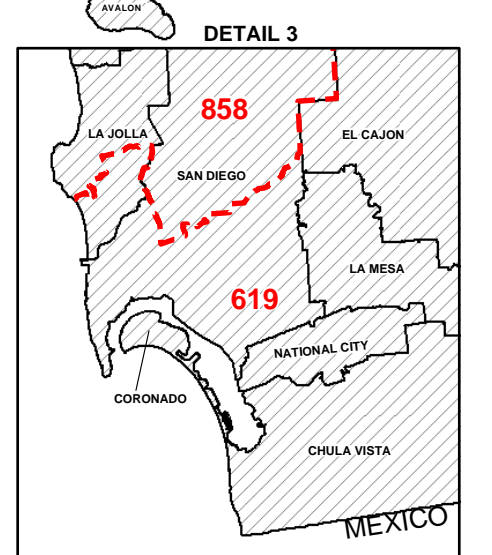 AVALON
DETAIL 3
858
LA JOLLA
EL CAJON
SAN DIEGO
LA MESA
619
NATIONAL CITY
CORONADO
CHULA VISTA
MEXICO